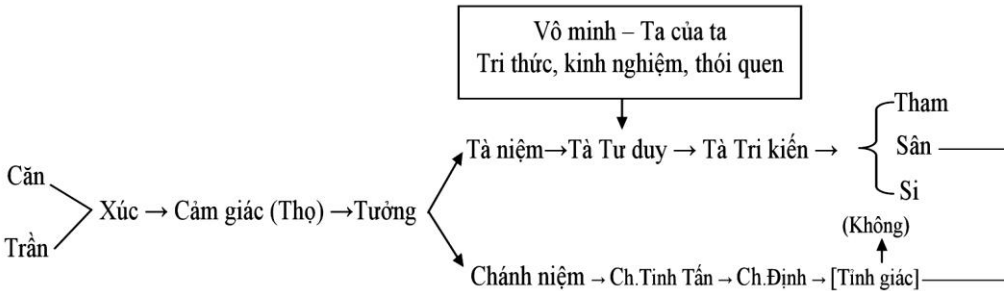 Vô minh – Ta của ta
Tri thức, kinh nghiệm, thói quen
Tham
Tà niệm→Tà Tư duy → Tà Tri kiến → Sân
Si
Căn
Xúc → Cảm giác (Thọ) →Tưởng
Trần
(Không)
Chánh niệm → Ch.Tinh Tấn → Ch.Định → [Tỉnh giác]